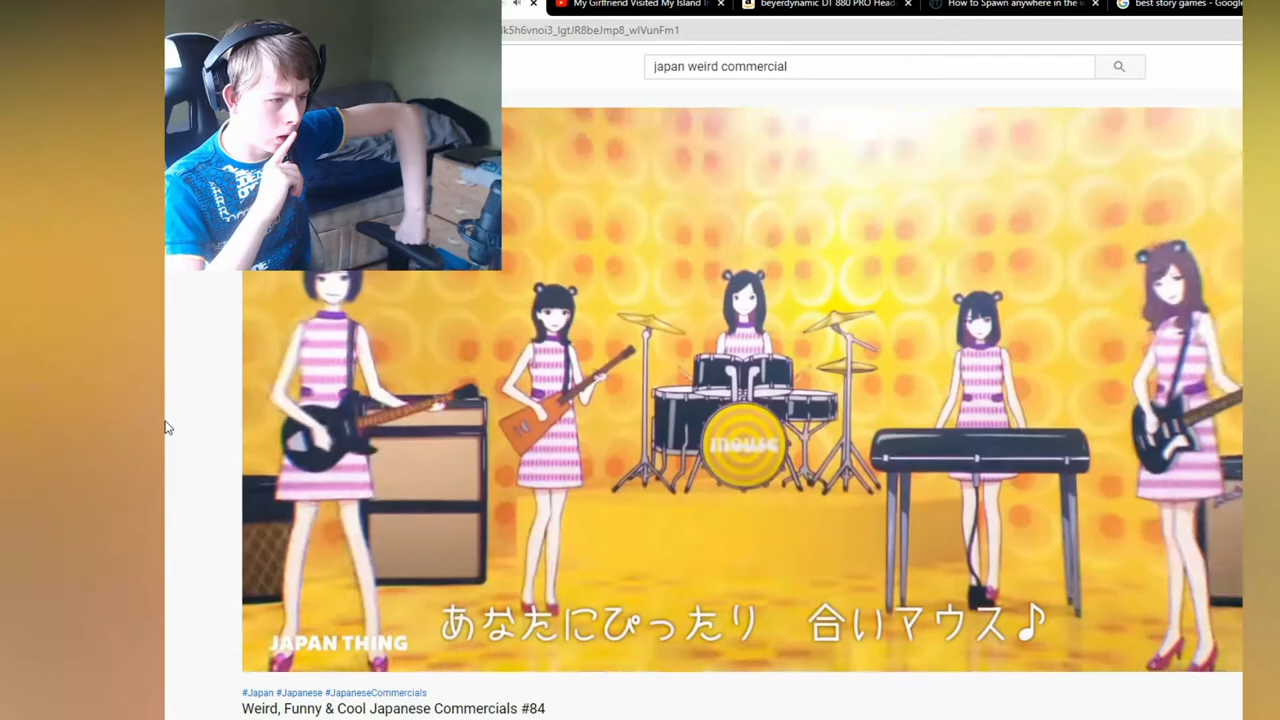 My Girlfriend Visited My Island In
beyerdynamic DT 880 PRO Head
How to Spawn anywhere in the w
best story games - Google
japan weird commercial
mouse
あなたにぴったり 合いマウス♪
JAPAN THING
#Japan #Japanese #JapaneseCommercials
Weird, Funny & Cool Japanese Commercials #84